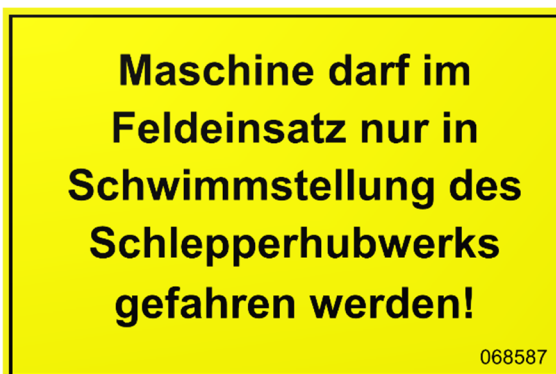 Maschine darf im
Feldeinsatz nur in
Schwimmstellung des
Schlepperhubwerks
gefahren werden!
068587